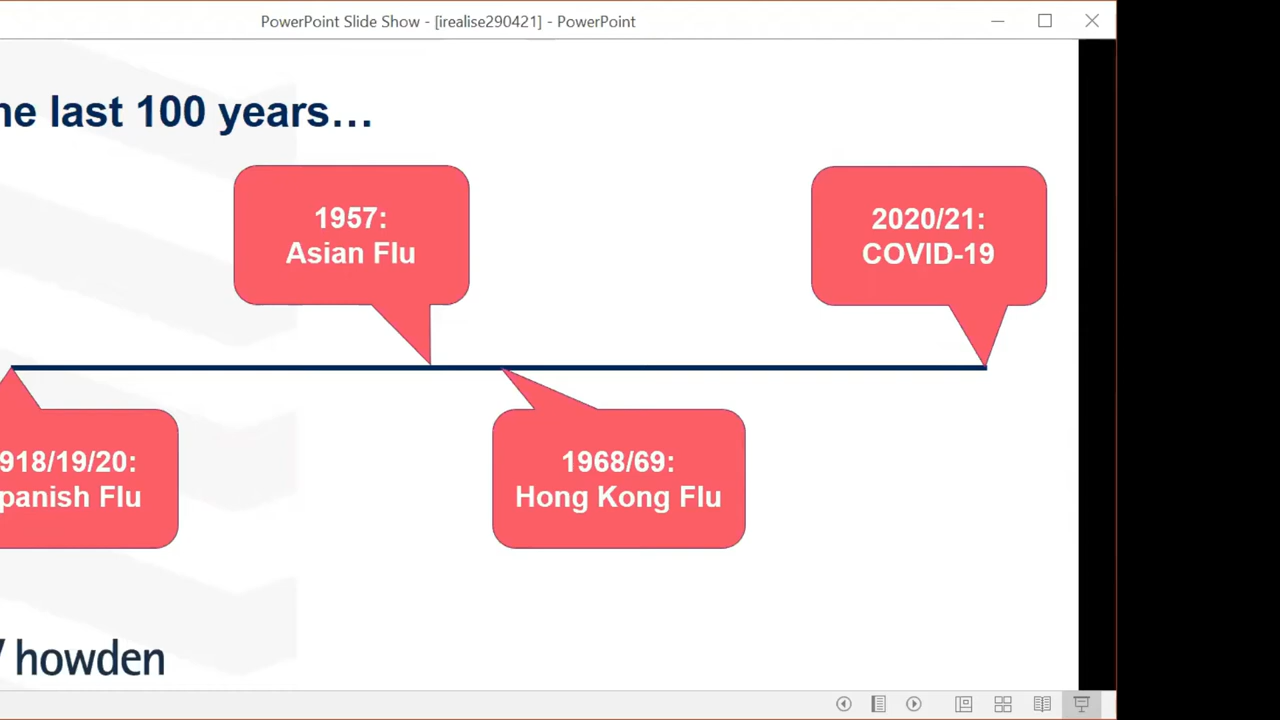 PowerPoint Slide Show - [irealise290421] - PowerPoint
he last 100 years…
1957:
Asian Flu
2020/21:
COVID-19
918/19/20:
panish Flu
1968/69:
Hong Kong Flu
howden